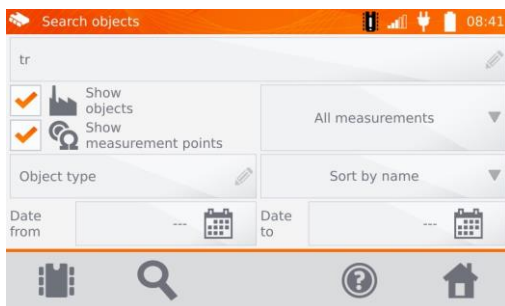 Search objects
08:41
tr
Show
objects
Show
measurement points
All measurements
Object type
Sort by name
Date
from
---
Date
to
---
?